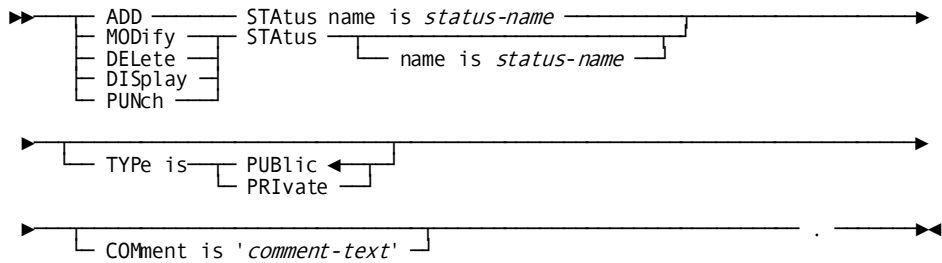 ADD STAtus name is status-name
MODify STAtus
DELete name is status-name
DISplay
PUNch
TYPe is PUBlic
PRIvate
COMment is 'comment-text' .